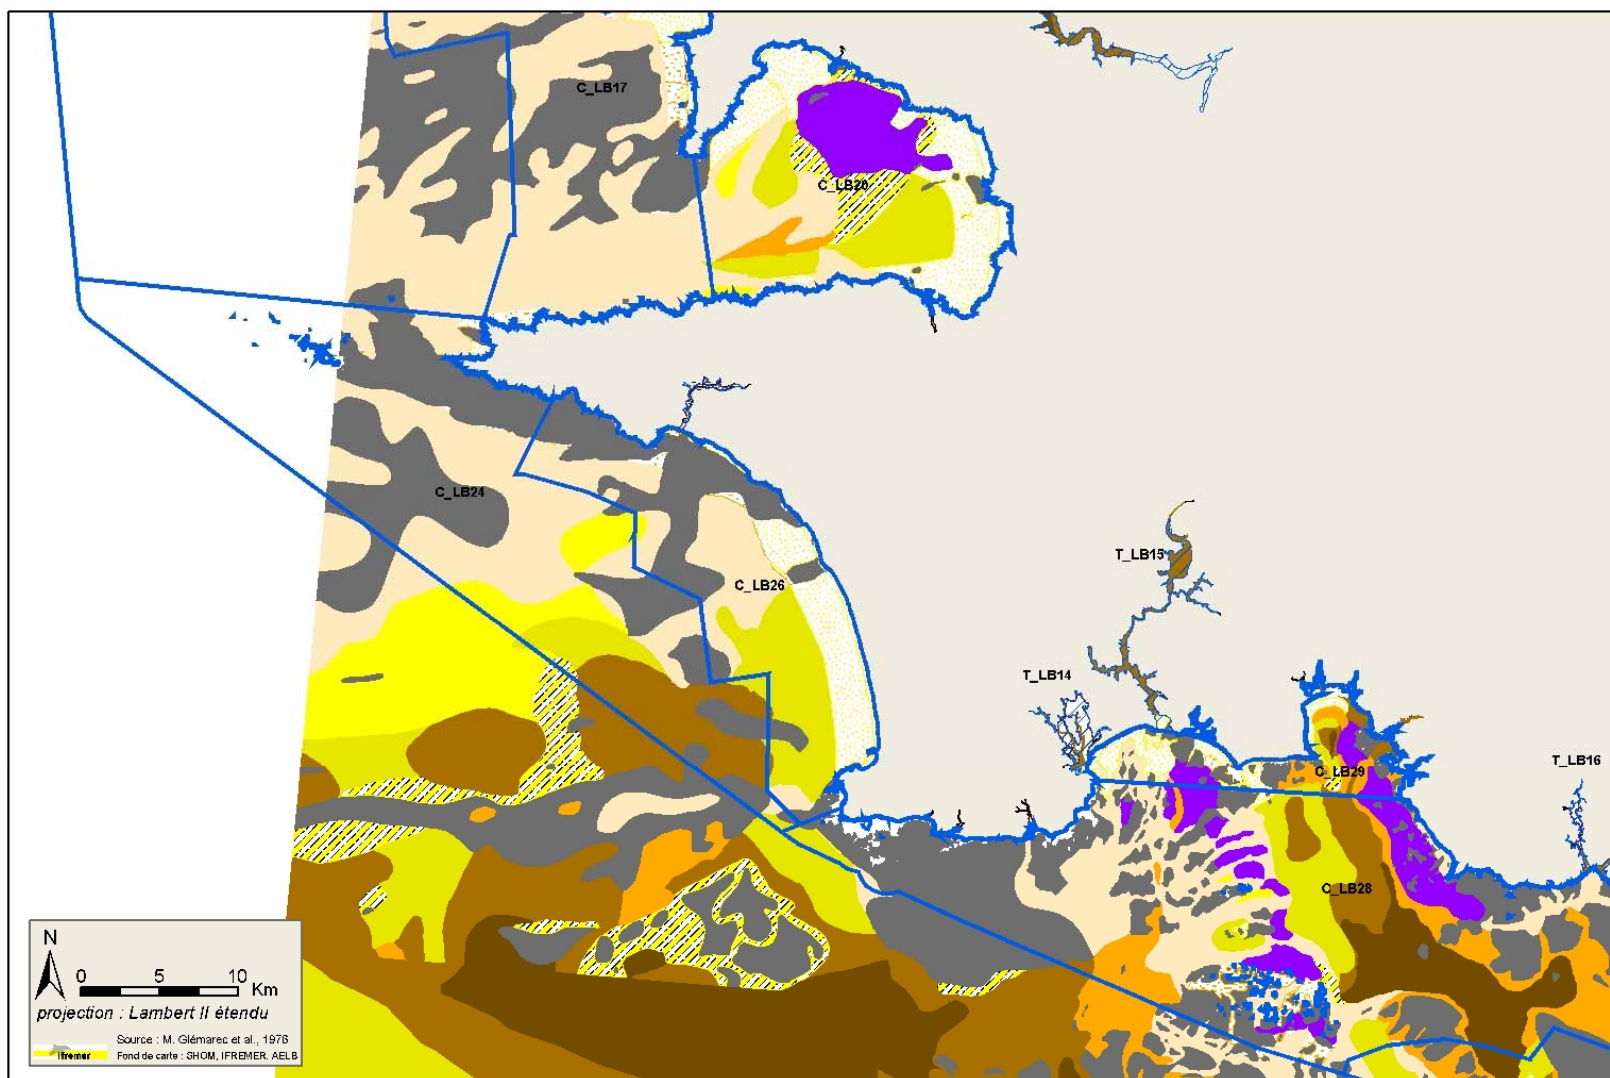 C_LB17
C_LB20
C_LB24
T_LB15
C_LB26
T_LB14
T_LB16
C_LB29
C_LB28
N
0 5 10
Km
projection : Lambert II étendu
Source : M. Glémarec et al., 1976
Ifremer
Fond de carte : SHOM, IFREMER, AELB